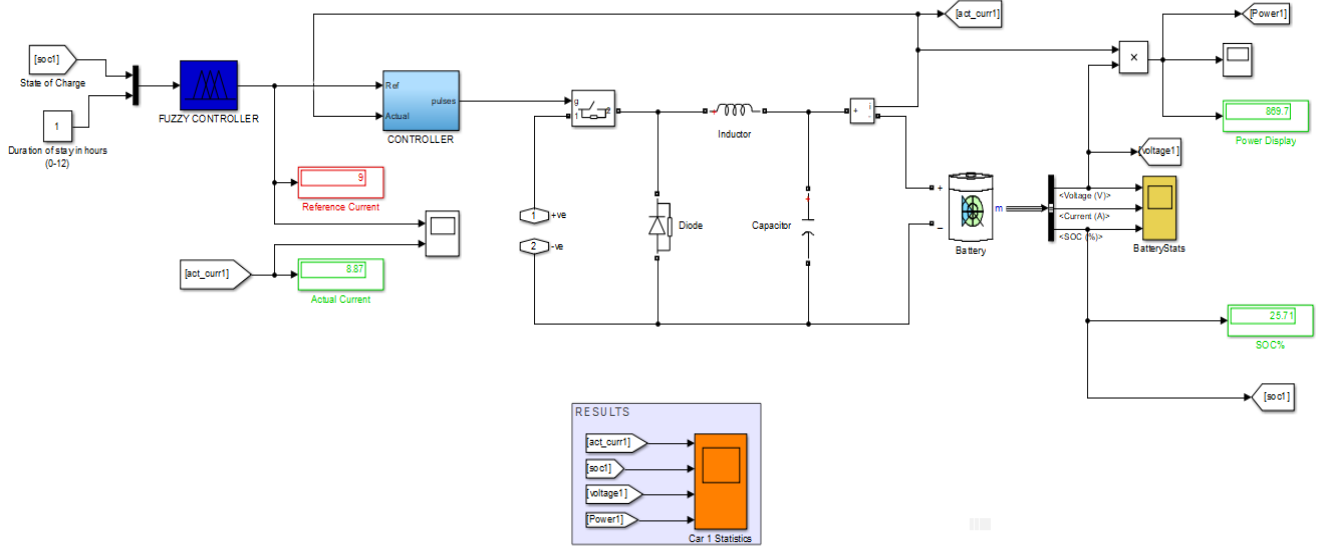 [act_curr1]
[Power1]
[soc1]
State of Charge
FUZZY CONTROLLER
1
Duration of stay in hours
(0-12)
Ref
Actual
pulses
CONTROLLER
g
1
2
Inductor
+
i
-
×
869.7
Power Display
[voltage1]
9
Reference Current
1
+ve
2
-ve
Diode
Capacitor
+
m
-
Battery
<Voltage (V)>
<Current (A)>
<SOC (%)>
BatteryStats
[act_curr1]
8.87
Actual Current
25.71
SOC%
[soc1]
RESULTS
[act_curr1]
[soc1]
[voltage1]
[Power1]
Car 1 Statistics